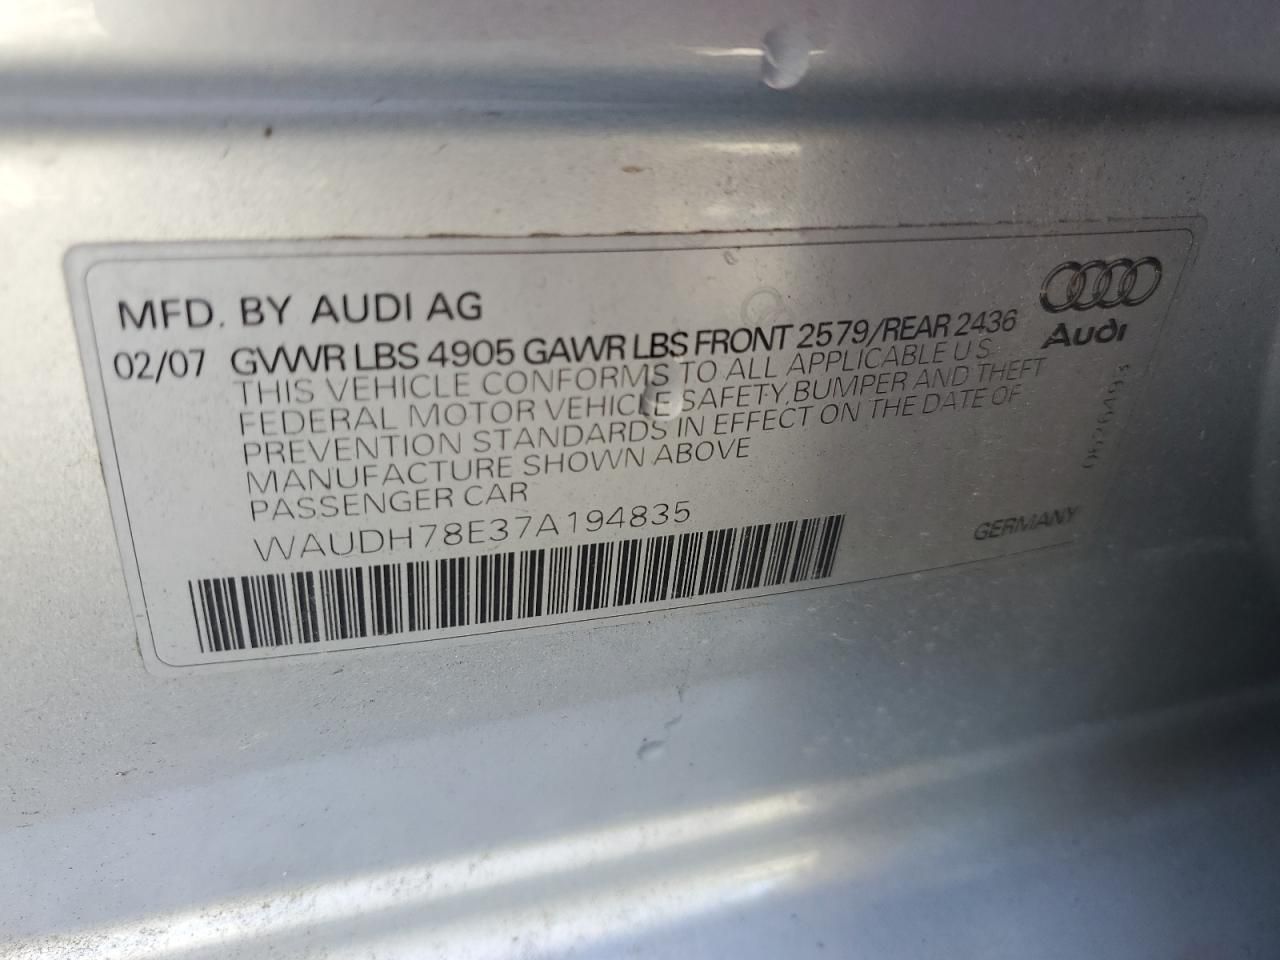 MFD. BY AUDI AG
02/07 GVWR LBS 4905 GAWR LBS FRONT 2579/REAR 2436
Audi
THIS VEHICLE CONFORMS TO ALL APPLICABLE U.S.
FEDERAL MOTOR VEHICLE SAFETY,BUMPER AND THEFT
PREVENTION STANDARDS IN EFFECT ON THE DATE OF
MANUFACTURE SHOWN ABOVE
PASSENGER CAR
WAUDH78E37A194835
GERMANY